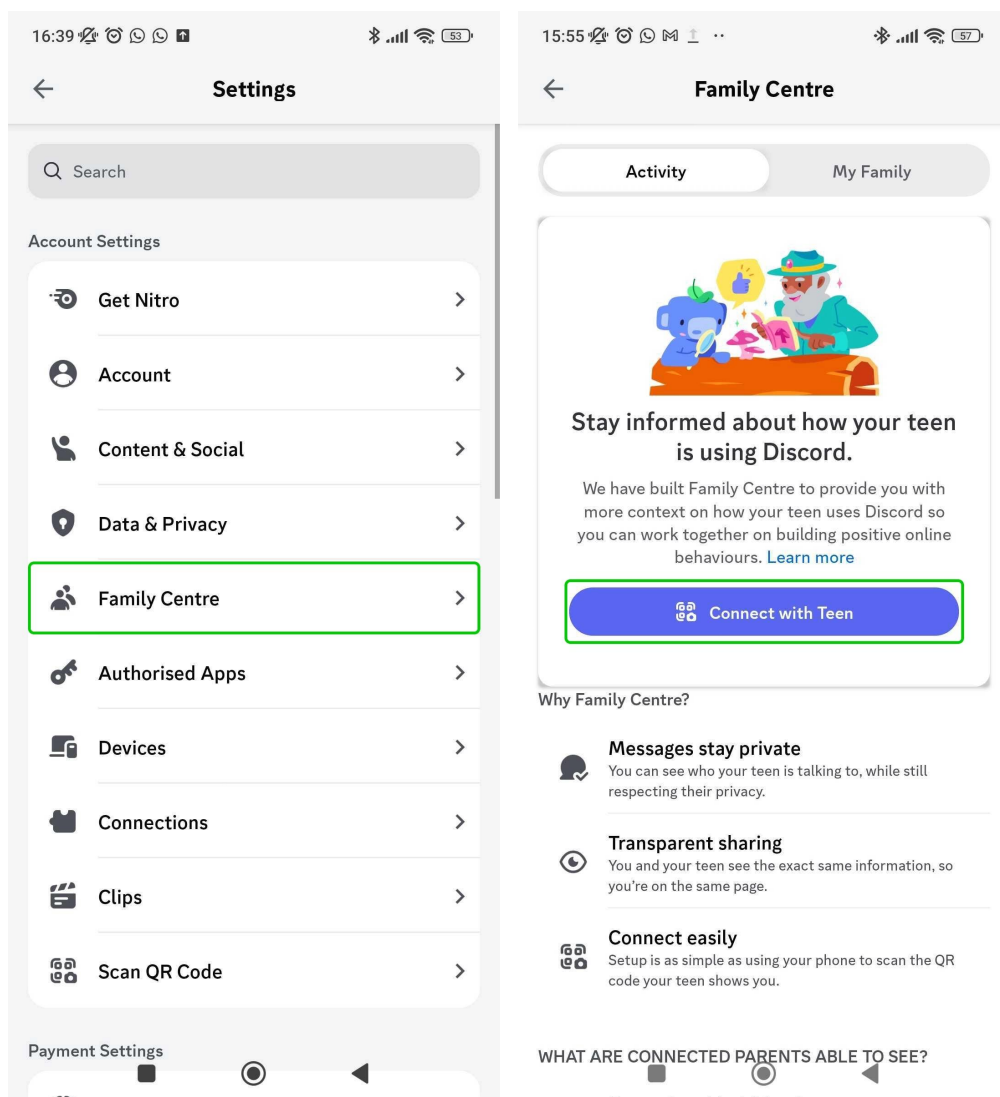 16:39
53
Settings
Search
Account Settings
Get Nitro
Account
Content & Social
Data & Privacy
Family Centre
Authorised Apps
Devices
Connections
Clips
Scan QR Code
Payment Settings
15:55
57
Family Centre
Activity
My Family
Stay informed about how your teen
is using Discord.
We have built Family Centre to provide you with
more context on how your teen uses Discord so
you can work together on building positive online
behaviours. Learn more
Connect with Teen
Why Family Centre?
Messages stay private
You can see who your teen is talking to, while still
respecting their privacy.
Transparent sharing
You and your teen see the exact same information, so
you're on the same page.
Connect easily
Setup is as simple as using your phone to scan the QR
code your teen shows you.
WHAT ARE CONNECTED PARENTS ABLE TO SEE?